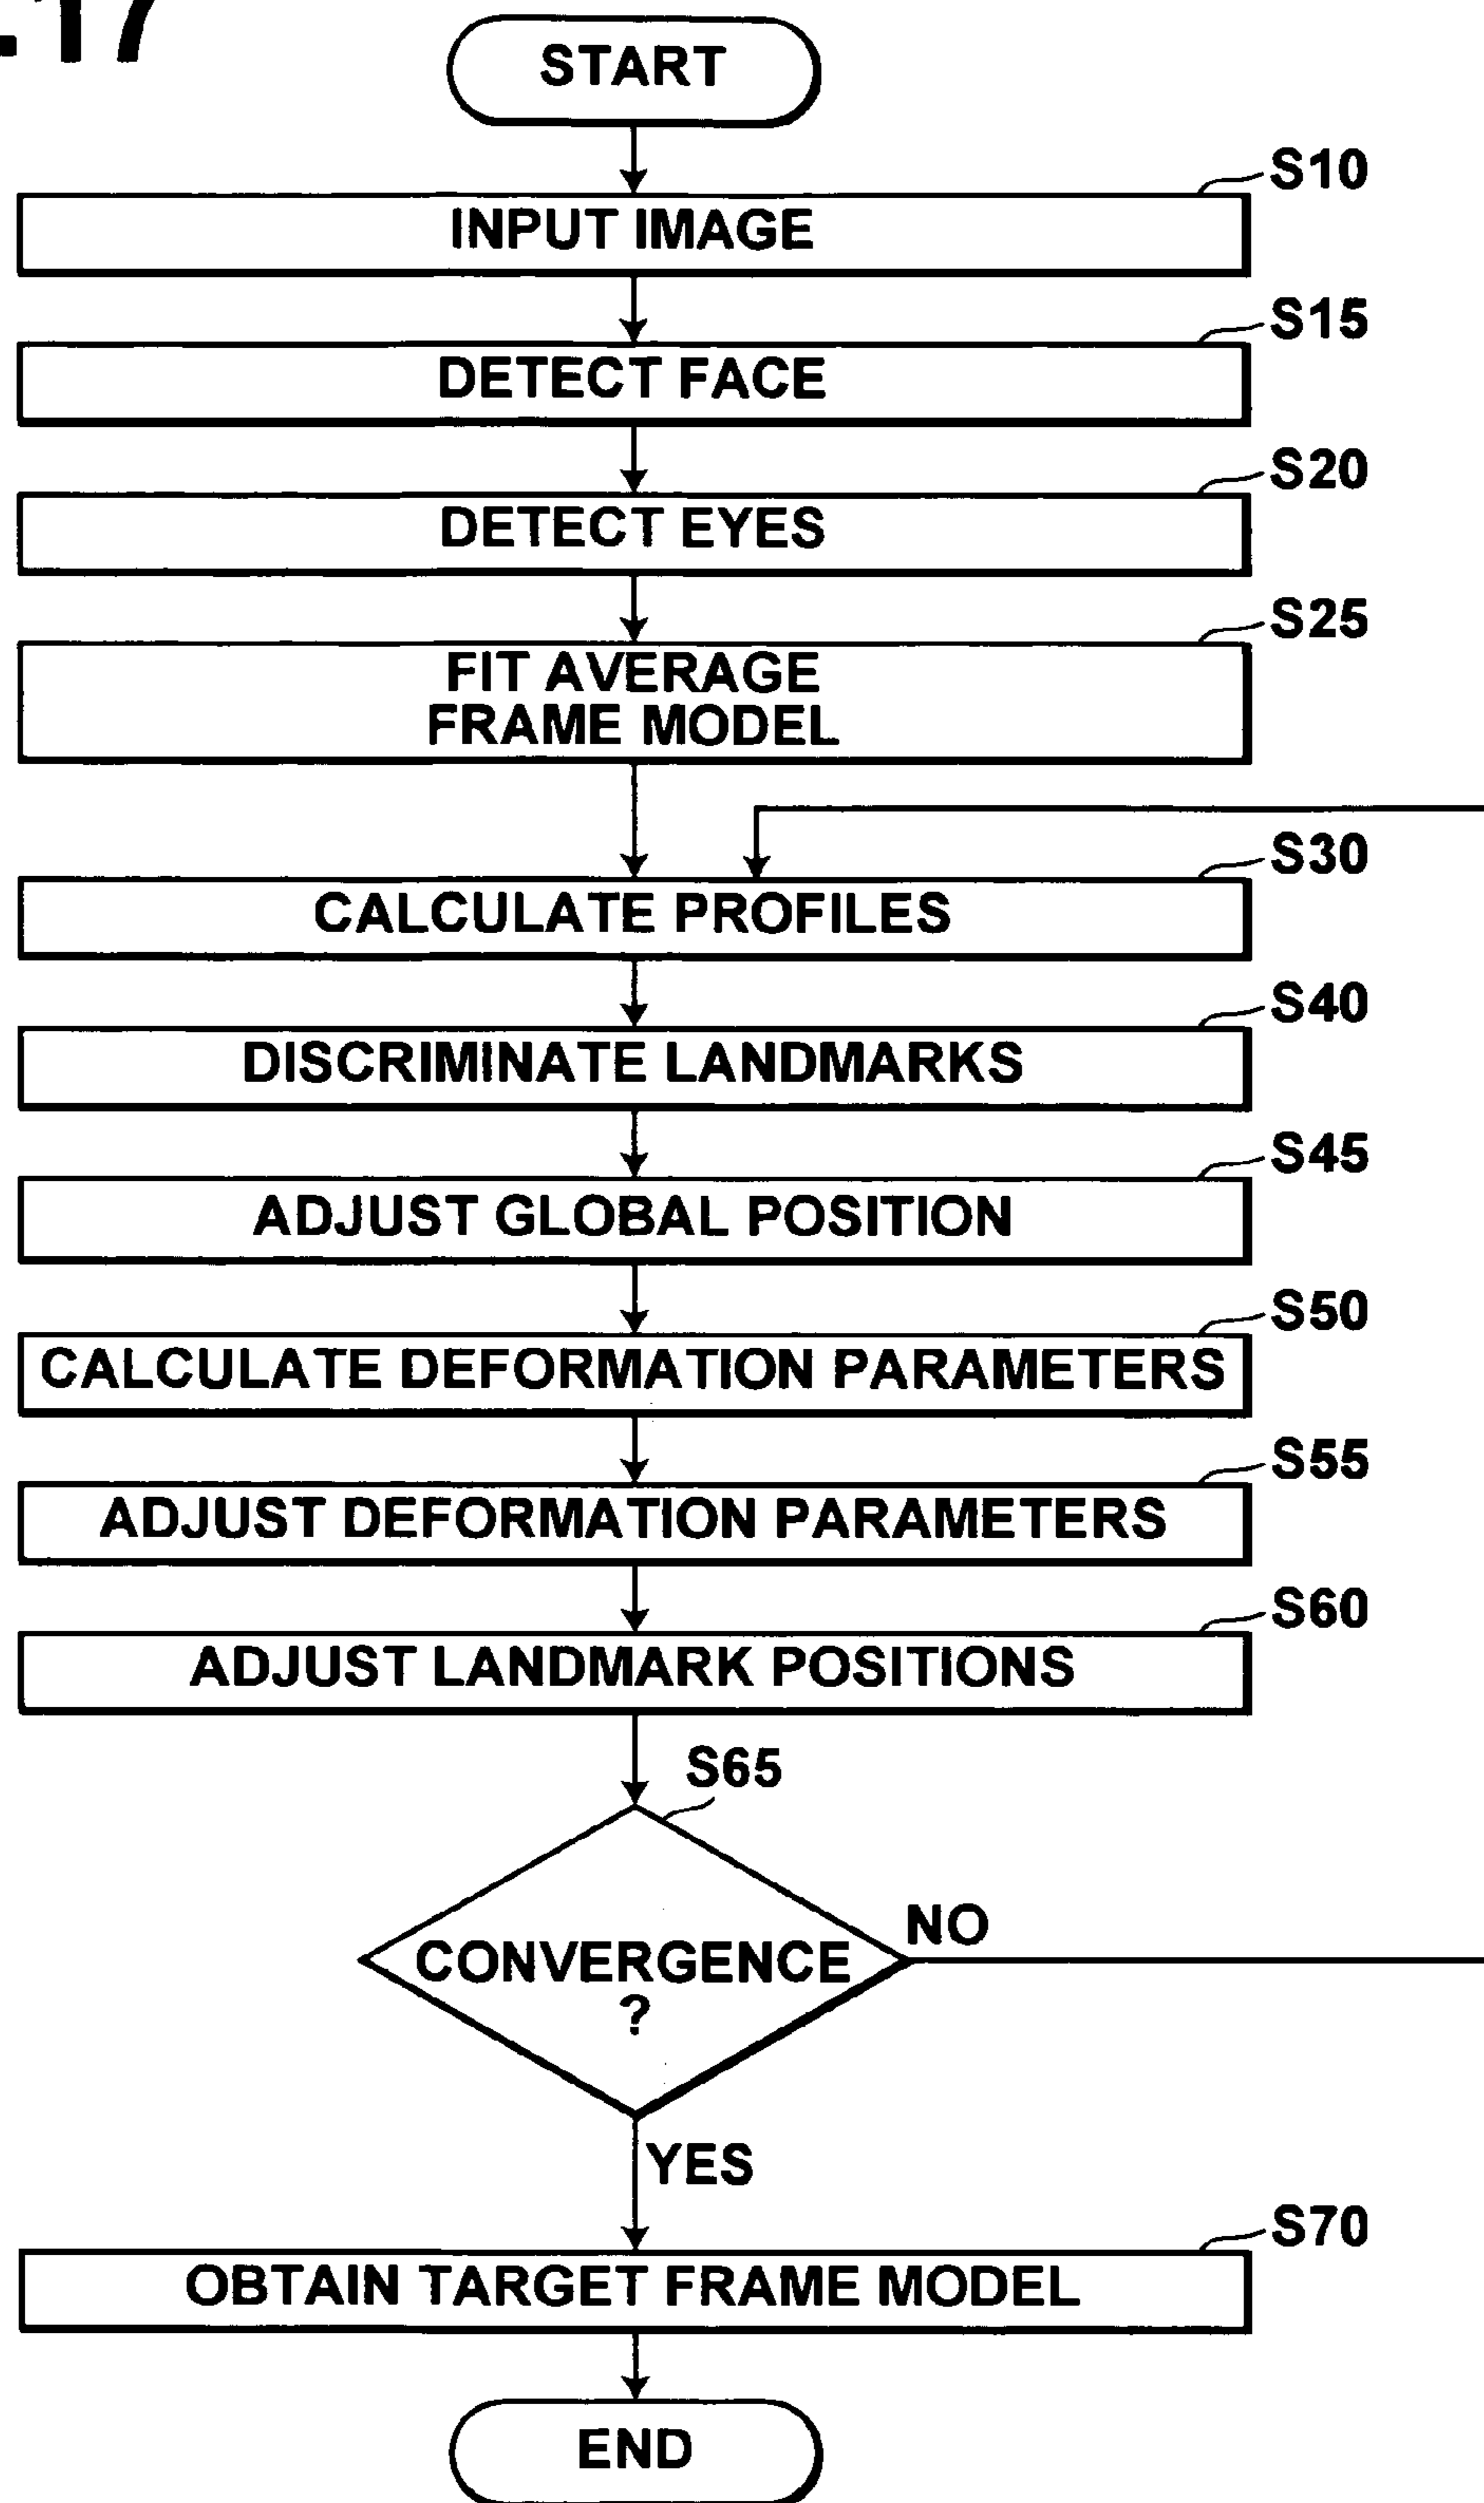 .17
START
S10
INPUT IMAGE
S15
DETECT FACE
S20
DETECT EYES
S25
FIT AVERAGE
FRAME MODEL
S30
CALCULATE PROFILES
S40
DISCRIMINATE LANDMARKS
S45
ADJUST GLOBAL POSITION
S50
CALCULATE DEFORMATION PARAMETERS
S55
ADJUST DEFORMATION PARAMETERS
S60
ADJUST LANDMARK POSITIONS
S65
NO
CONVERGENCE
?
YES
S70
OBTAIN TARGET FRAME MODEL
END